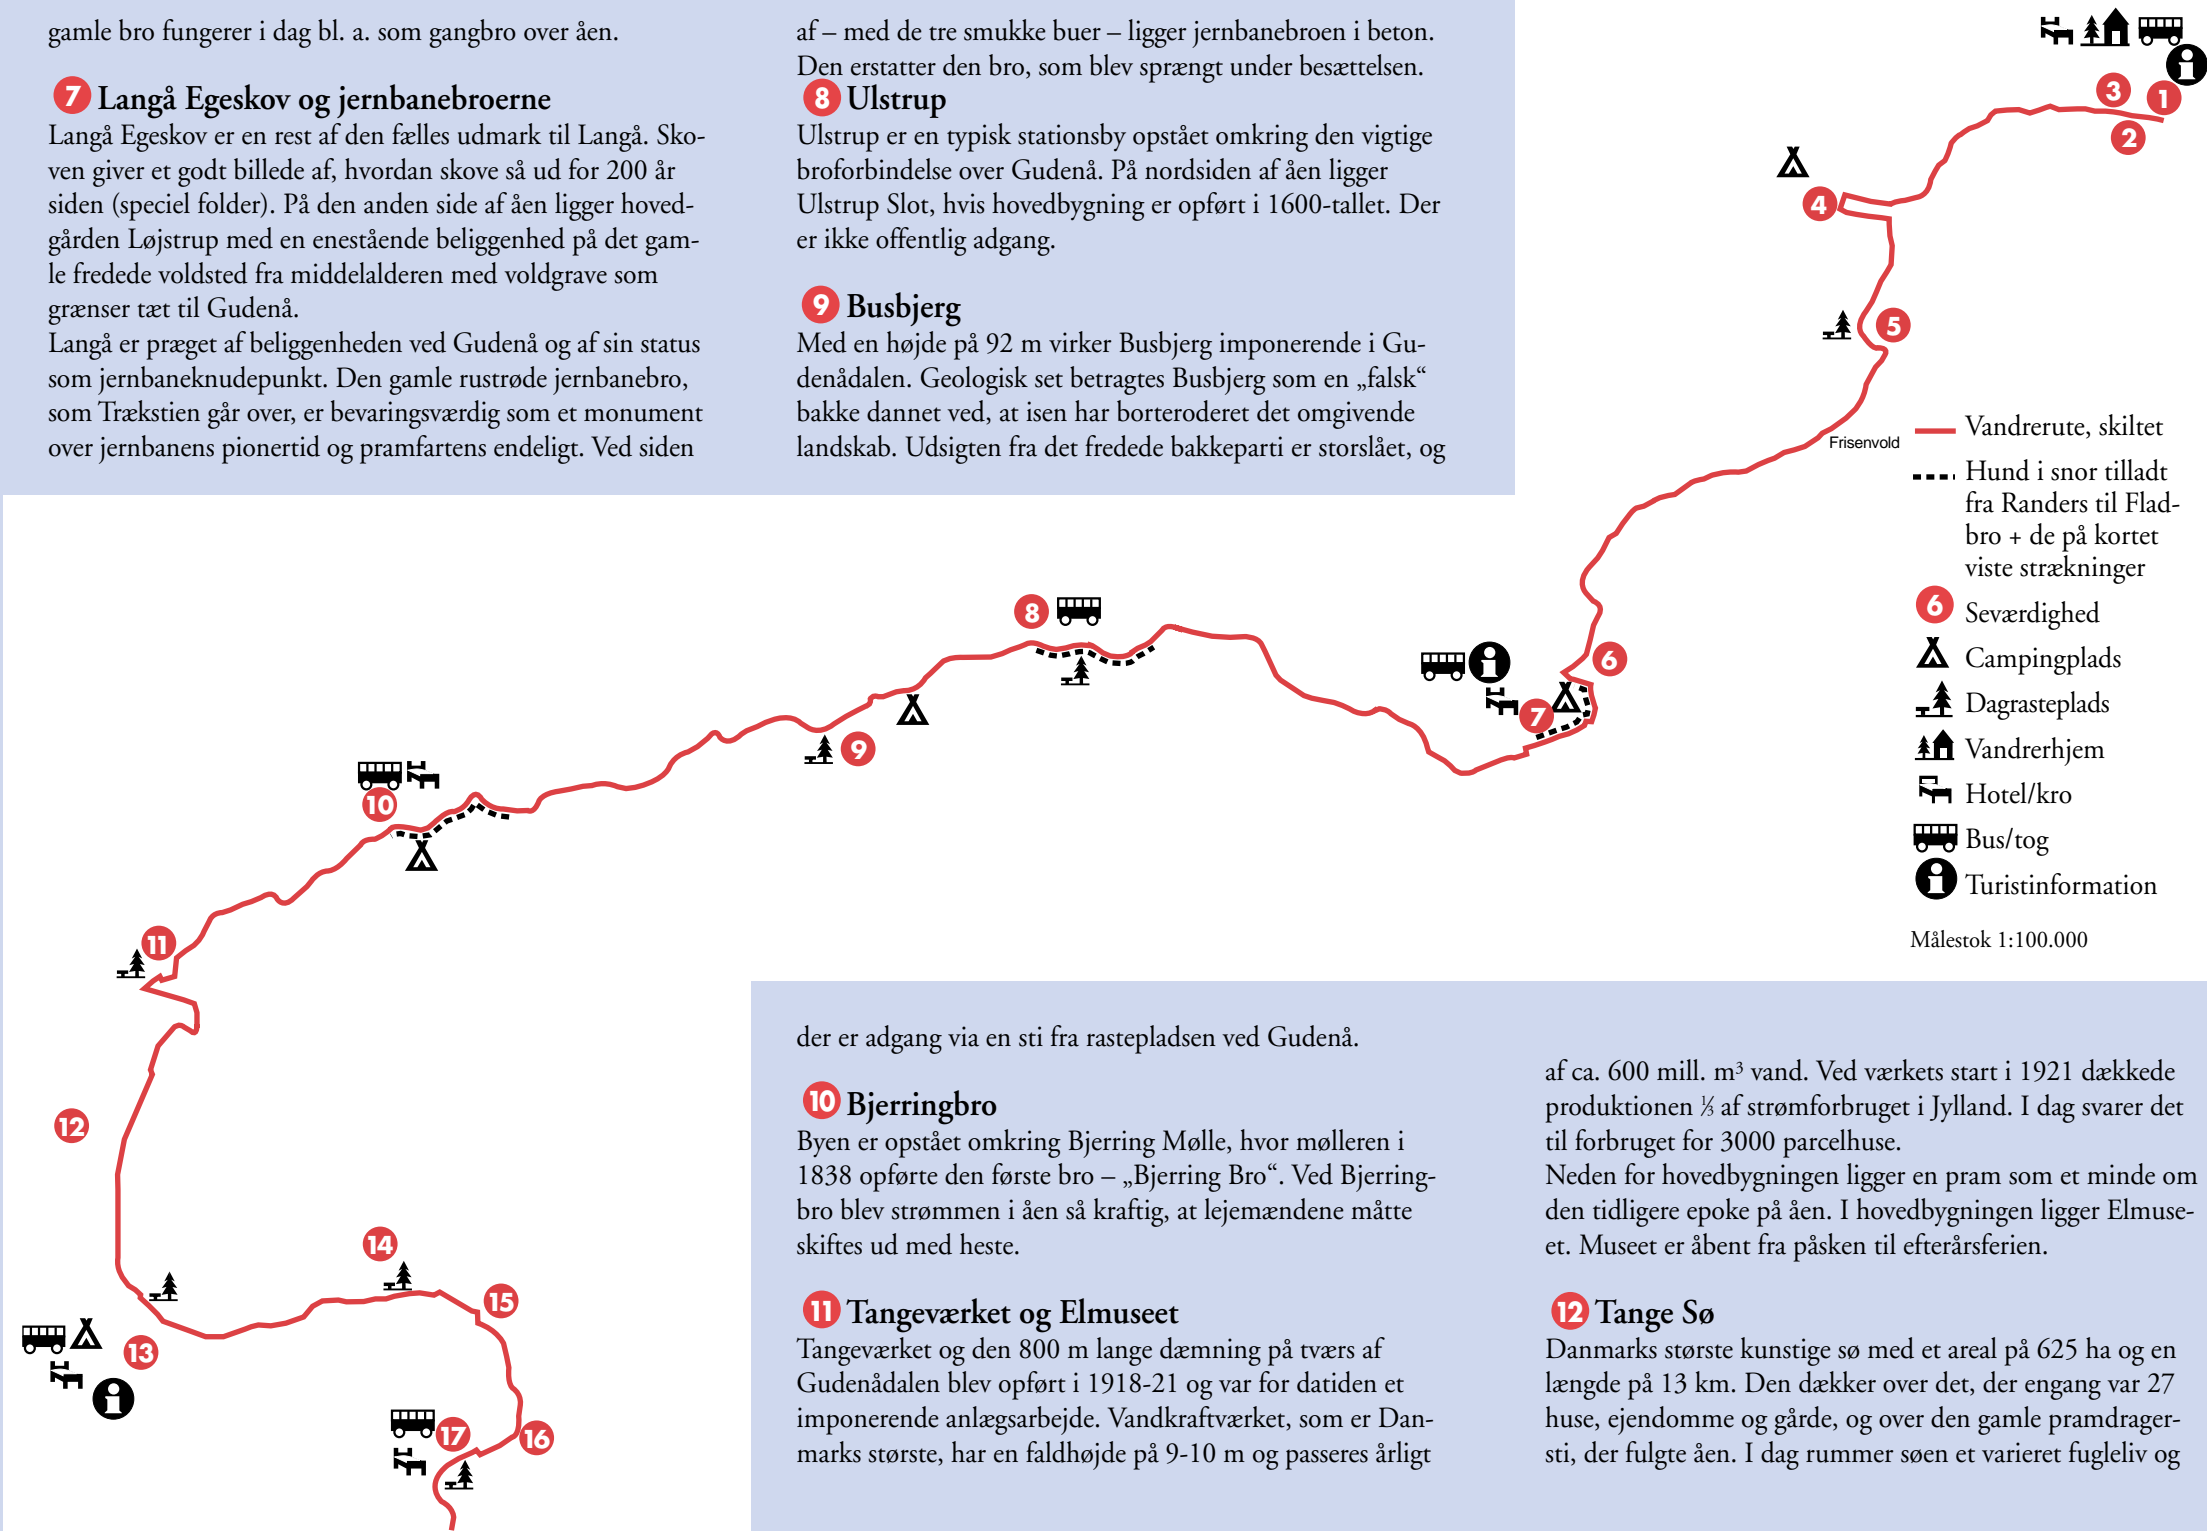 gamle bro fungerer i dag bl. a. som gangbro over åen.
7 Langå Egeskov og jernbanebroerne
Langå Egeskov er en rest af den fælles udmark til Langå. Sko-
ven giver et godt billede af, hvordan skove så ud for 200 år
siden (speciel folder). På den anden side af åen ligger hoved-
gården Løjstrup med en enestående beliggenhed på det gam-
le fredede voldsted fra middelalderen med voldgrave som
grænser tæt til Gudenå.
Langå er præget af beliggenheden ved Gudenå og af sin status
som jernbaneknudepunkt. Den gamle rustrøde jernbanebro,
som Trækstien går over, er bevaringsværdig som et monument
over jernbanens pionertid og pramfartens endeligt. Ved siden
af – med de tre smukke buer – ligger jernbanebroen i beton.
Den erstatter den bro, som blev sprængt under besættelsen.
8 Ulstrup
Ulstrup er en typisk stationsby opstået omkring den vigtige
broforbindelse over Gudenå. På nordsiden af åen ligger
Ulstrup Slot, hvis hovedbygning er opført i 1600-tallet. Der
er ikke offentlig adgang.
9 Busbjerg
Med en højde på 92 m virker Busbjerg imponerende i Gu-
denådalen. Geologisk set betragtes Busbjerg som en „falsk“
bakke dannet ved, at isen har borteroderet det omgivende
landskab. Udsigten fra det fredede bakkeparti er storslået, og
1
3
2
4
5
Frisenvold
6
7
8
9
10
11
12
13
14
15
16
17
Vandrerute, skiltet
Hund i snor tilladt
fra Randers til Flad-
bro + de på kortet
viste strækninger
6 Seværdighed
Campingplads
Dagrasteplads
Vandrerhjem
Hotel/kro
Bus/tog
Turistinformation
Målestok 1:100.000
der er adgang via en sti fra rastepladsen ved Gudenå.
10 Bjerringbro
Byen er opstået omkring Bjerring Mølle, hvor mølleren i
1838 opførte den første bro – „Bjerring Bro“. Ved Bjerring-
bro blev strømmen i åen så kraftig, at lejemændene måtte
skiftes ud med heste.
11 Tangeværket og Elmuseet
Tangeværket og den 800 m lange dæmning på tværs af
Gudenådalen blev opført i 1918-21 og var for datiden et
imponerende anlægsarbejde. Vandkraftværket, som er Dan-
marks største, har en faldhøjde på 9-10 m og passeres årligt
af ca. 600 mill. m³ vand. Ved værkets start i 1921 dækkede
produktionen ⅓ af strømforbruget i Jylland. I dag svarer det
til forbruget for 3000 parcelhuse.
Neden for hovedbygningen ligger en pram som et minde om
den tidligere epoke på åen. I hovedbygningen ligger Elmuse-
et. Museet er åbent fra påsken til efterårsferien.
12 Tange Sø
Danmarks største kunstige sø med et areal på 625 ha og en
længde på 13 km. Den dækker over det, der engang var 27
huse, ejendomme og gårde, og over den gamle pramdrager-
sti, der fulgte åen. I dag rummer søen et varieret fugleliv og